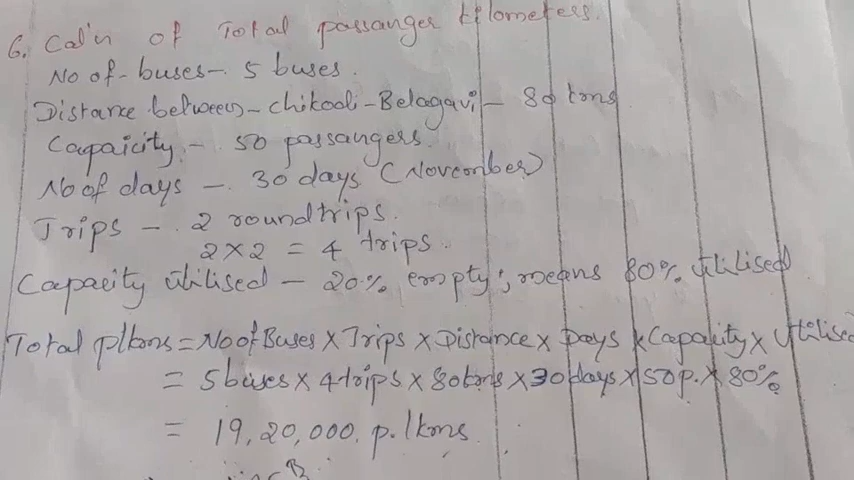 6. Cal'n of Total passanger kilometers.
No of buses - 5 buses.
Distance between - chikodi - Belagavi - 80 kms
Capaicity - 50 passangers.
No of days - 30 days (November)
Trips - 2 roundtrips.
2 x 2 = 4 trips.
Capacity utilised - 20% empty; means 80% utilised
Total p/kms = No of Buses x Trips x Distance x Days x Capacity x Utilised
= 5 buses x 4 trips x 80 kms x 30 days x 50 p. x 80%
= 19,20,000. p./kms